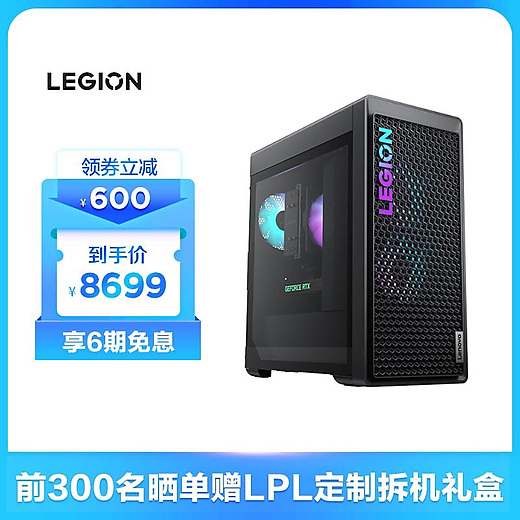 LEGION
领券立减
¥600
到手价
¥8699
享6期免息
LEGION
GEFORCE RTX
Lenovo
前300名晒单赠LPL定制拆机礼盒